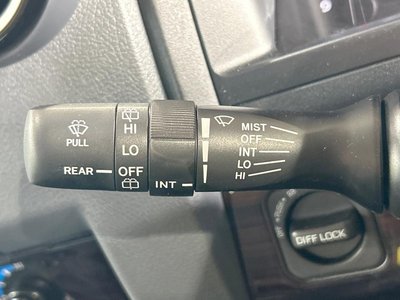 PULL
REAR
HI
LO
OFF
INT
MIST
OFF
INT
LO
HI
DIFF LOCK